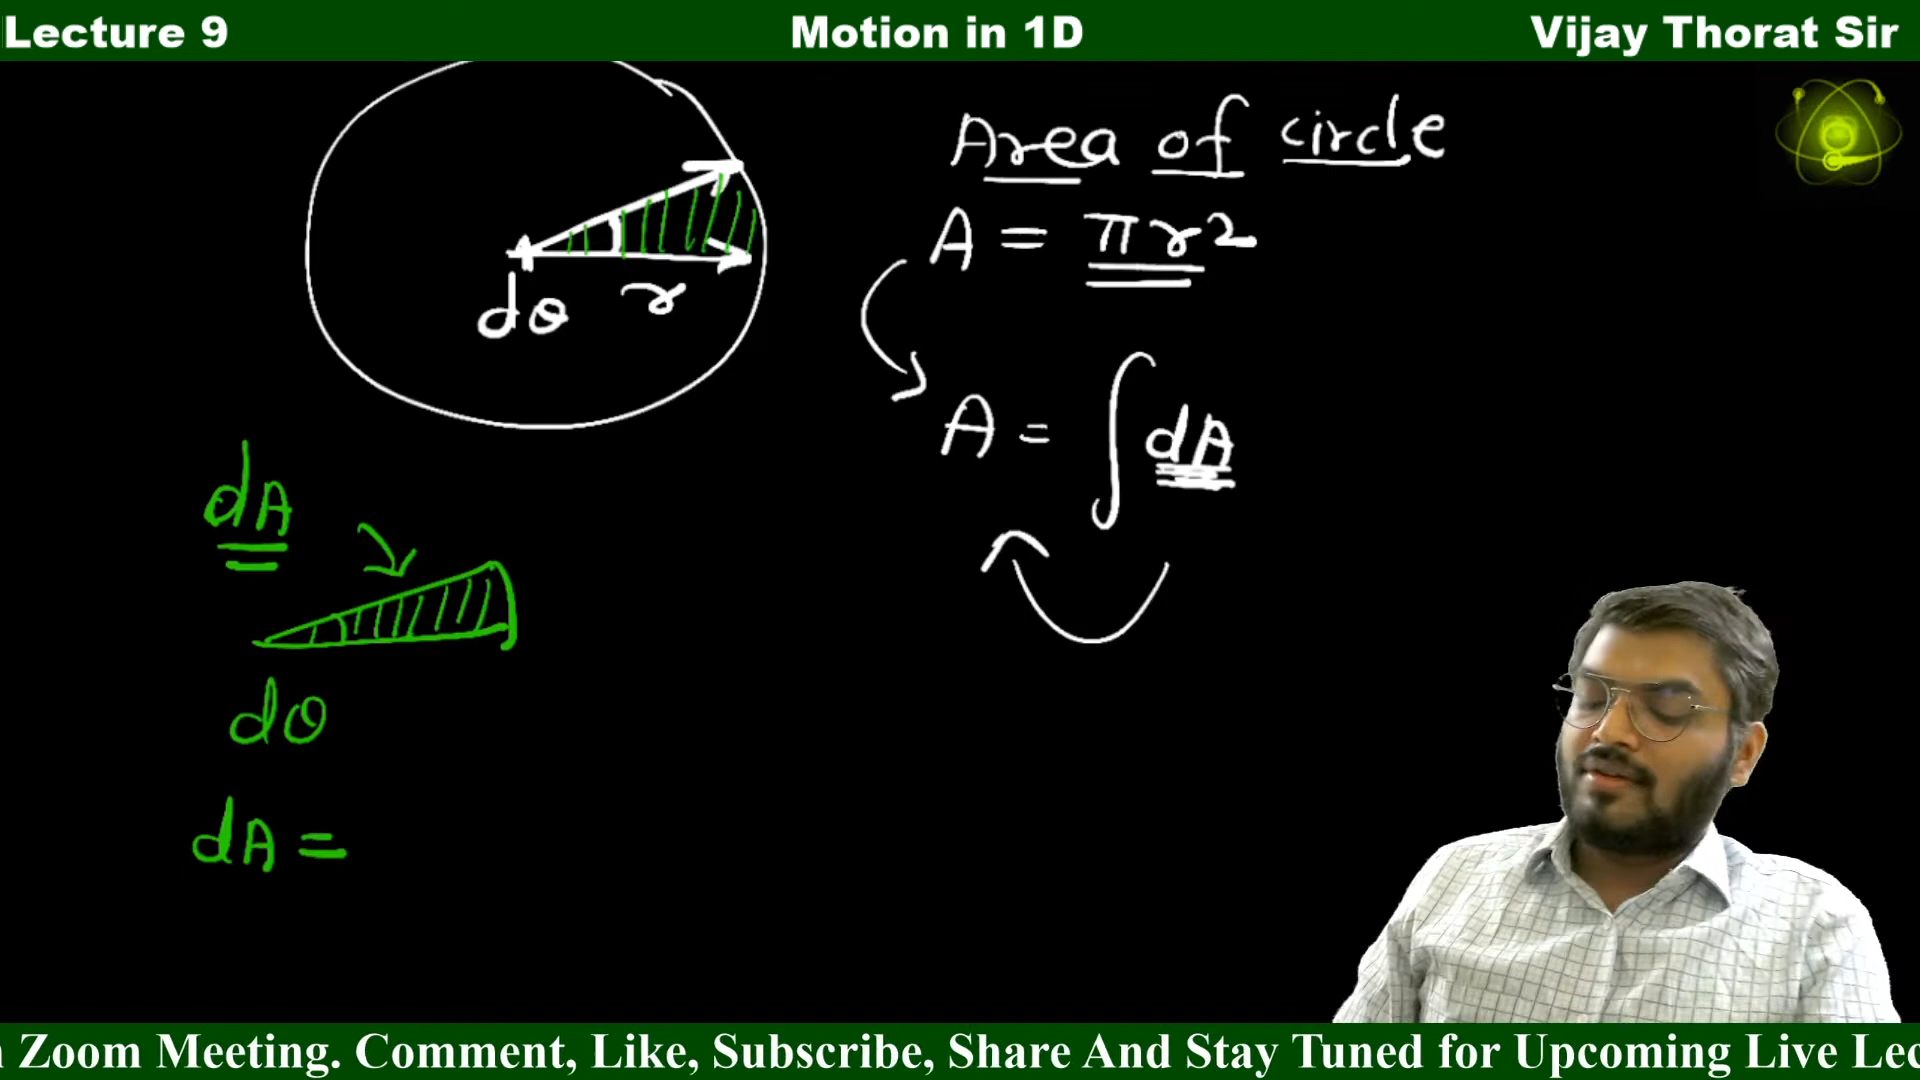 Lecture 9
Motion in 1D
Vijay Thorat Sir
Area of circle
A = πr2
dθ
r
A = ∫dA
dA
dθ
dA =
Zoom Meeting. Comment, Like, Subscribe, Share And Stay Tuned for Upcoming Live